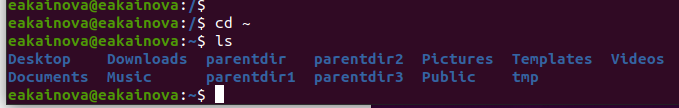 eakainova@eakainova:/$
eakainova@eakainova:/$ cd ~
eakainova@eakainova:~$ ls
Desktop Downloads parentdir parentdir2 Pictures Templates Videos
Documents Music parentdir1 parentdir3 Public tmp
eakainova@eakainova:~$